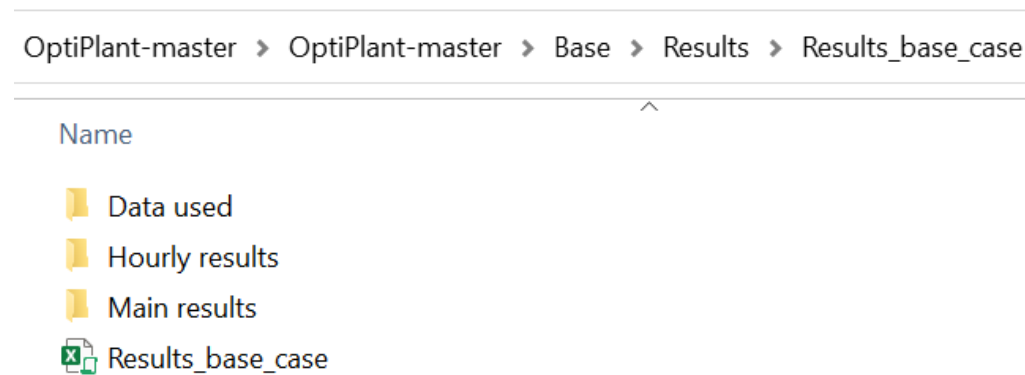 OptiPlant-master > OptiPlant-master > Base > Results > Results_base_case
Name
Data used
Hourly results
Main results
Results_base_case